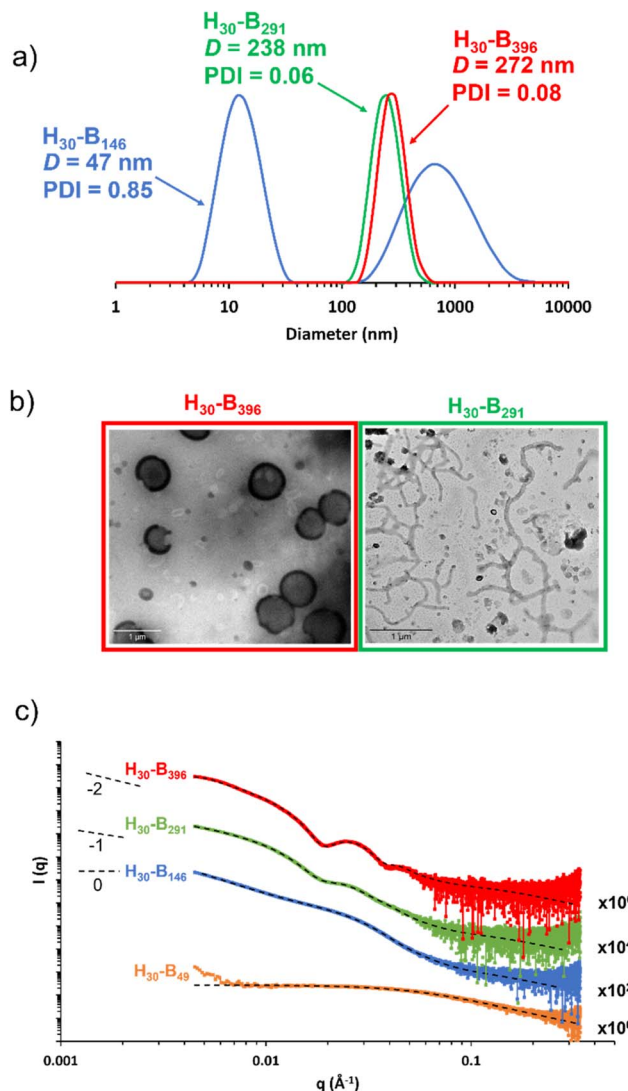 a)
H₃₀-B₂₉₁
D = 238 nm
PDI = 0.06
H₃₀-B₃₉₆
D = 272 nm
PDI = 0.08
H₃₀-B₁₄₆
D = 47 nm
PDI = 0.85
1 10 100 1000 10000
Diameter (nm)
b)
H₃₀-B₃₉₆
H₃₀-B₂₉₁
1 µm
1 µm
c)
H₃₀-B₃₉₆
-2
H₃₀-B₂₉₁
-1
H₃₀-B₁₄₆
0
H₃₀-B₄₉
I (q)
0.001 0.01 0.1
q (Å⁻¹)